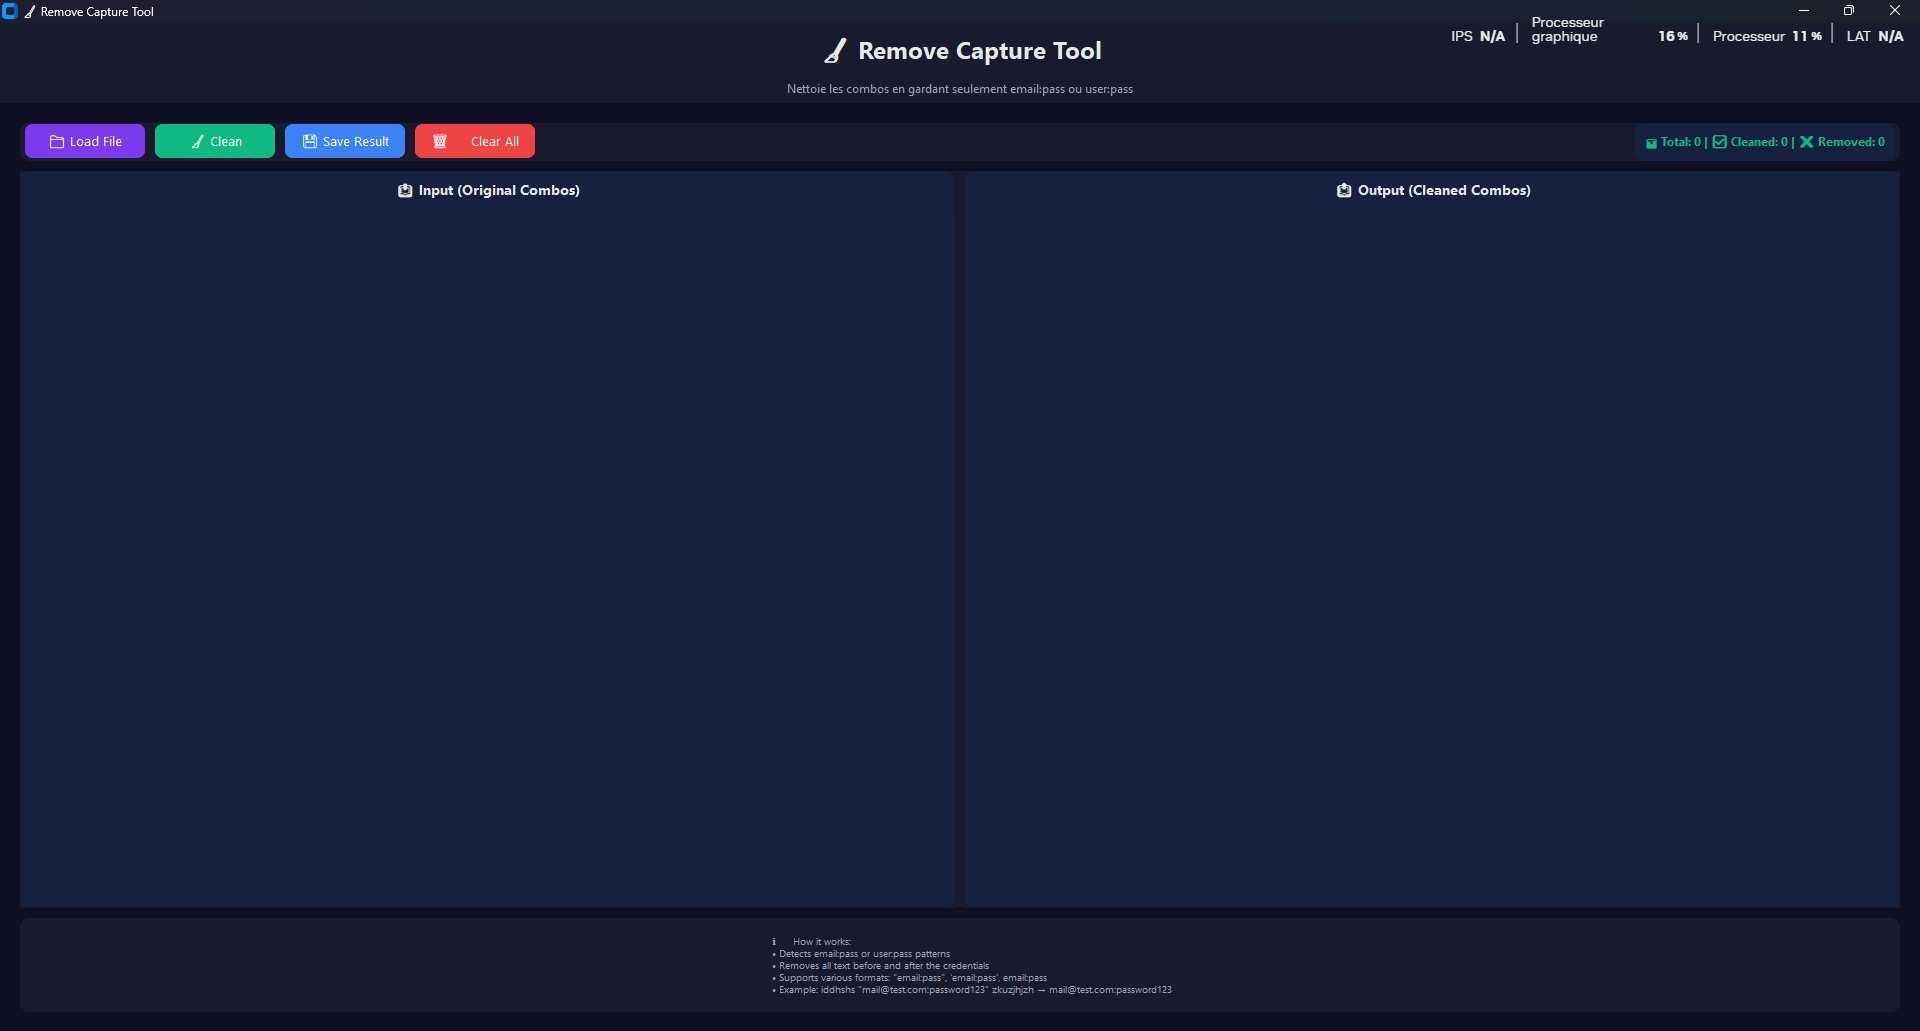 Remove Capture Tool
IPS N/A | Processeur graphique 16 % | Processeur 11 % | LAT N/A
Remove Capture Tool
Nettoie les combos en gardant seulement email:pass ou user:pass
Load File
Clean
Save Result
Clear All
Total: 0 | Cleaned: 0 | Removed: 0
Input (Original Combos)
Output (Cleaned Combos)
How it works:
• Detects email:pass or user:pass patterns
• Removes all text before and after the credentials
• Supports various formats: "email:pass", 'email:pass', email:pass
• Example: iddhshs "mail@test.com:password123" zkuzjhjzh → mail@test.com:password123